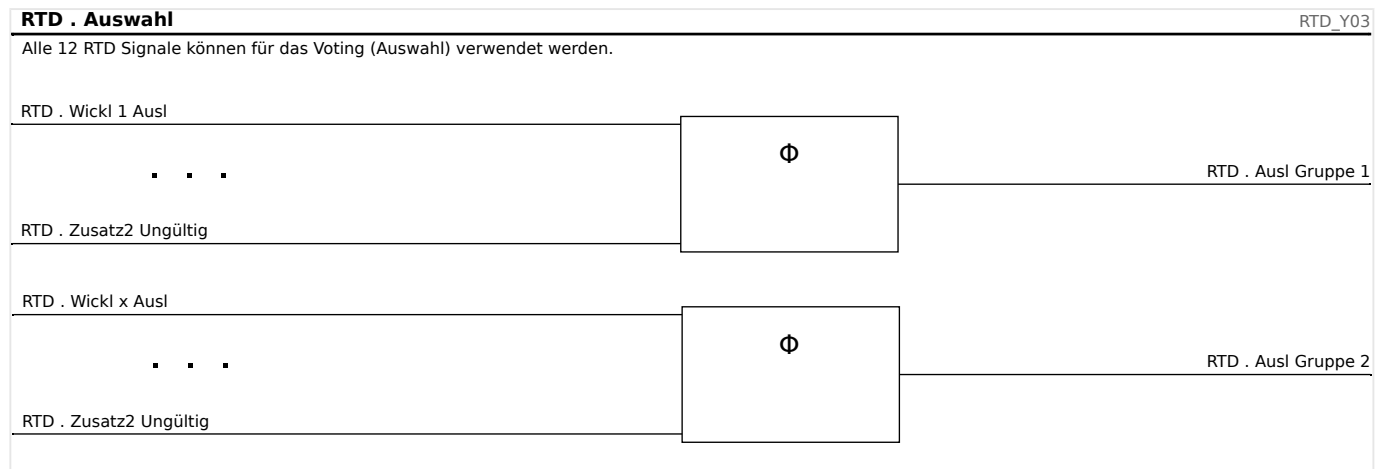 RTD . Auswahl
RTD_Y03
Alle 12 RTD Signale können für das Voting (Auswahl) verwendet werden.
RTD . Wickl 1 Ausl
Φ
. . .
RTD . Ausl Gruppe 1
RTD . Zusatz2 Ungültig
RTD . Wickl x Ausl
Φ
. . .
RTD . Ausl Gruppe 2
RTD . Zusatz2 Ungültig